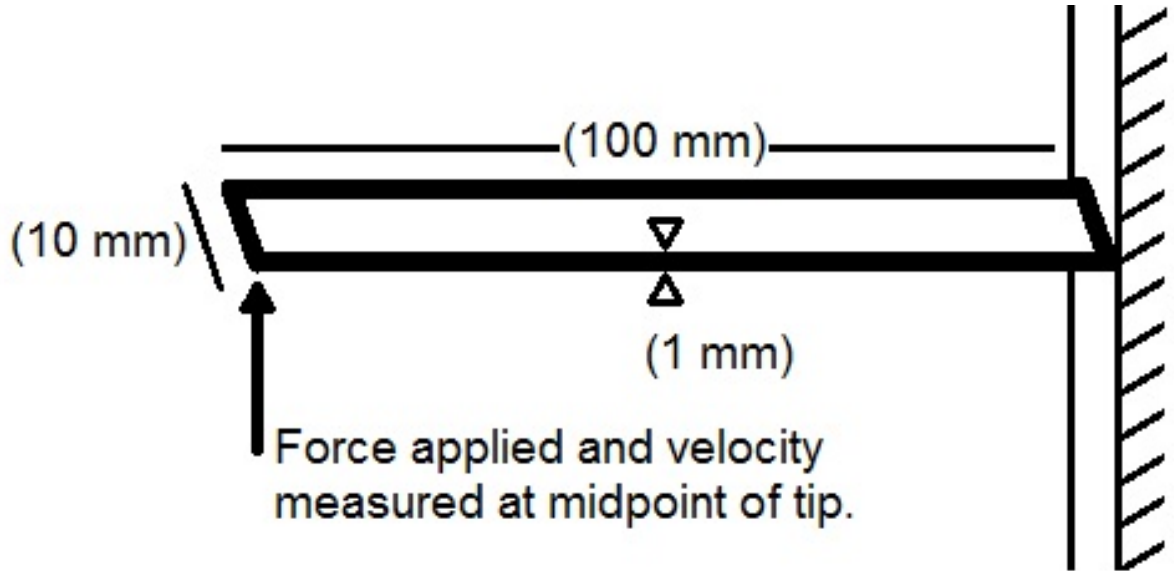 (100 mm)
(10 mm)
(1 mm)
Force applied and velocity
measured at midpoint of tip.